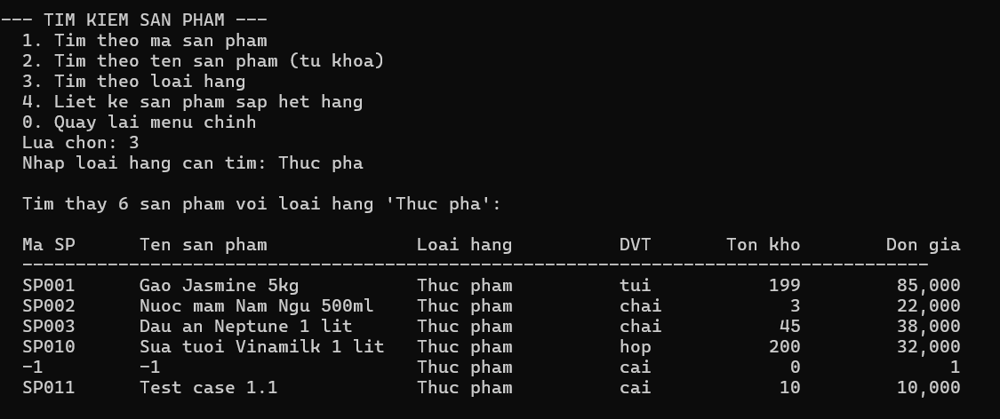 --- TIM KIEM SAN PHAM ---
1. Tim theo ma san pham
2. Tim theo ten san pham (tu khoa)
3. Tim theo loai hang
4. Liet ke san pham sap het hang
0. Quay lai menu chinh
Lua chon: 3
Nhap loai hang can tim: Thuc pha
Tim thay 6 san pham voi loai hang 'Thuc pha':
Ma SP Ten san pham Loai hang DVT Ton kho Don gia
-------------------------------------------------------------------------------------
SP001 Gao Jasmine 5kg Thuc pham tui 199 85,000
SP002 Nuoc mam Nam Ngu 500ml Thuc pham chai 3 22,000
SP003 Dau an Neptune 1 lit Thuc pham chai 45 38,000
SP010 Sua tuoi Vinamilk 1 lit Thuc pham hop 200 32,000
-1 -1 Thuc pham cai 0 1
SP011 Test case 1.1 Thuc pham cai 10 10,000